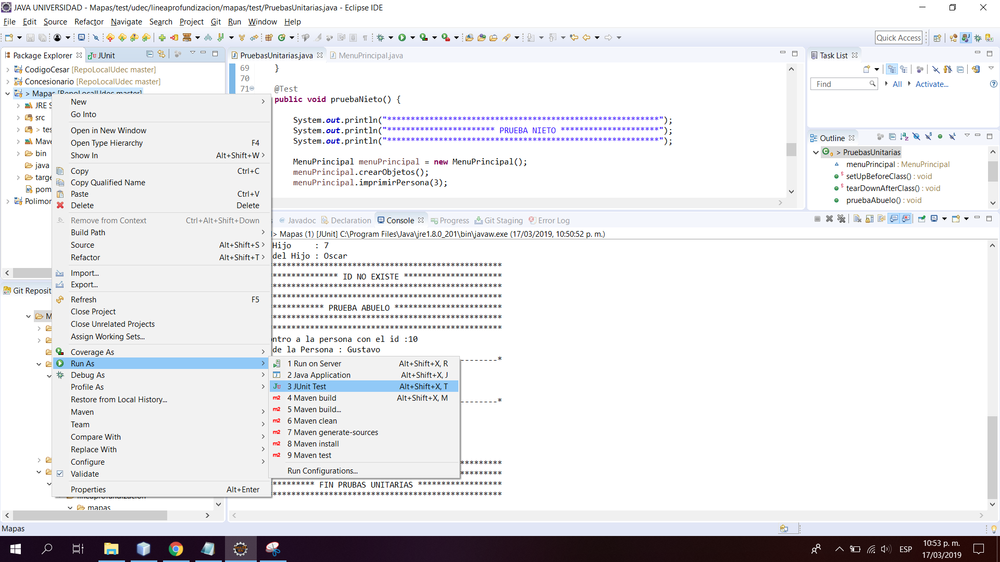 JAVA UNIVERSIDAD - Mapas/test/udec/lineaprofundizacion/mapas/test/PruebasUnitarias.java - Eclipse IDE
File Edit Source Refactor Navigate Search Project Git Run Window Help
Quick Access
Package Explorer JUnit
CodigoCesar [RepoLocalUdec master]
Concesionario [RepoLocalUdec master]
> Mapas [RepoLocalUdec master]
JRE S
src
> tes
Mave
bin
java
targe
pom
Polimor
Git Reposit
M
lineaprofundizacion
mapas
New
Go Into
Open in New Window
Open Type Hierarchy F4
Show In Alt+Shift+W
Copy Ctrl+C
Copy Qualified Name
Paste Ctrl+V
Delete Delete
Remove from Context Ctrl+Alt+Shift+Down
Build Path
Source Alt+Shift+S
Refactor Alt+Shift+T
Import...
Export...
Refresh F5
Close Project
Close Unrelated Projects
Assign Working Sets...
Coverage As
Run As
Debug As
Profile As
Restore from Local History...
Maven
Team
Compare With
Replace With
Configure
Validate
Properties Alt+Enter
1 Run on Server Alt+Shift+X, R
2 Java Application Alt+Shift+X, J
3 JUnit Test Alt+Shift+X, T
4 Maven build Alt+Shift+X, M
5 Maven build...
6 Maven clean
7 Maven generate-sources
8 Maven install
9 Maven test
Run Configurations...
PruebasUnitarias.java MenuPrincipal.java
69 }
70
71 @Test
public void pruebaNieto() {
System.out.println("**********************************************************");
System.out.println("*********************** PRUEBA NIETO *********************");
System.out.println("**********************************************************");
MenuPrincipal menuPrincipal = new MenuPrincipal();
menuPrincipal.crearObjetos();
menuPrincipal.imprimirPersona(3);
s @ Javadoc Declaration Console Progress Git Staging Error Log
> Mapas (1) [JUnit] C:\Program Files\Java\jre1.8.0_201\bin\javaw.exe (17/03/2019, 10:50:52 p. m.)
Hijo : 7
del Hijo : Oscar
*************************************************
************** ID NO EXISTE *********************
*************************************************
*************************************************
*********** PRUEBA ABUELO ***********************
*************************************************
*************************************************
ntro a la persona con el id :10
de la Persona : Gustavo
--------*
--------*
*********
*********
********* FIN PRUBAS UNITARIAS ******************
*************************************************
Task List
Find All Activate...
Outline
> PruebasUnitarias
menuPrincipal : MenuPrincipal
setUpBeforeClass() : void
tearDownAfterClass() : void
pruebaAbuelo() : void
Mapas
ESP
10:53 p. m.
17/03/2019